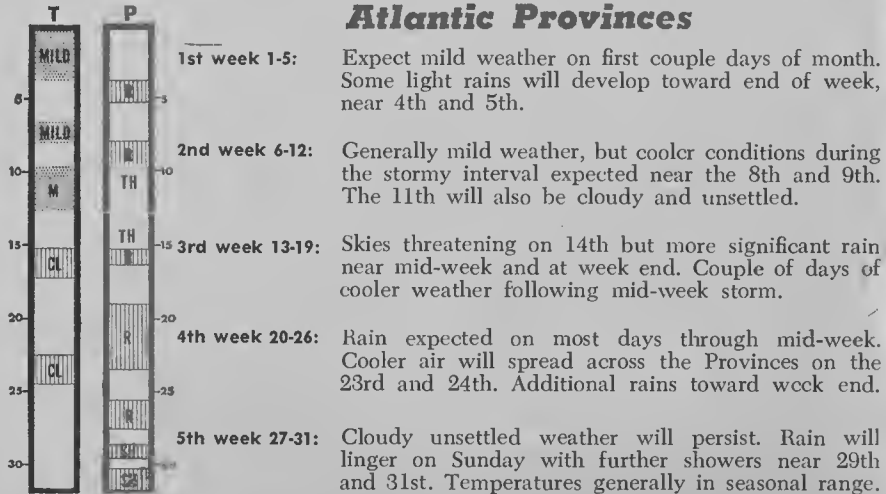 Atlantic Provinces
T P
MILD
MILD
M
CL
CL
5
10
15
20
25
30
R
R
TH
TH
R
R
R
SH
5
10
15
20
25
1st week 1-5: Expect mild weather on first couple days of month.
Some light rains will develop toward end of week,
near 4th and 5th.
2nd week 6-12: Generally mild weather, but cooler conditions during
the stormy interval expected near the 8th and 9th.
The 11th will also be cloudy and unsettled.
3rd week 13-19: Skies threatening on 14th but more significant rain
near mid-week and at week end. Couple of days of
cooler weather following mid-week storm.
4th week 20-26: Rain expected on most days through mid-week.
Cooler air will spread across the Provinces on the
23rd and 24th. Additional rains toward week end.
5th week 27-31: Cloudy unsettled weather will persist. Rain will
linger on Sunday with further showers near 29th
and 31st. Temperatures generally in seasonal range.